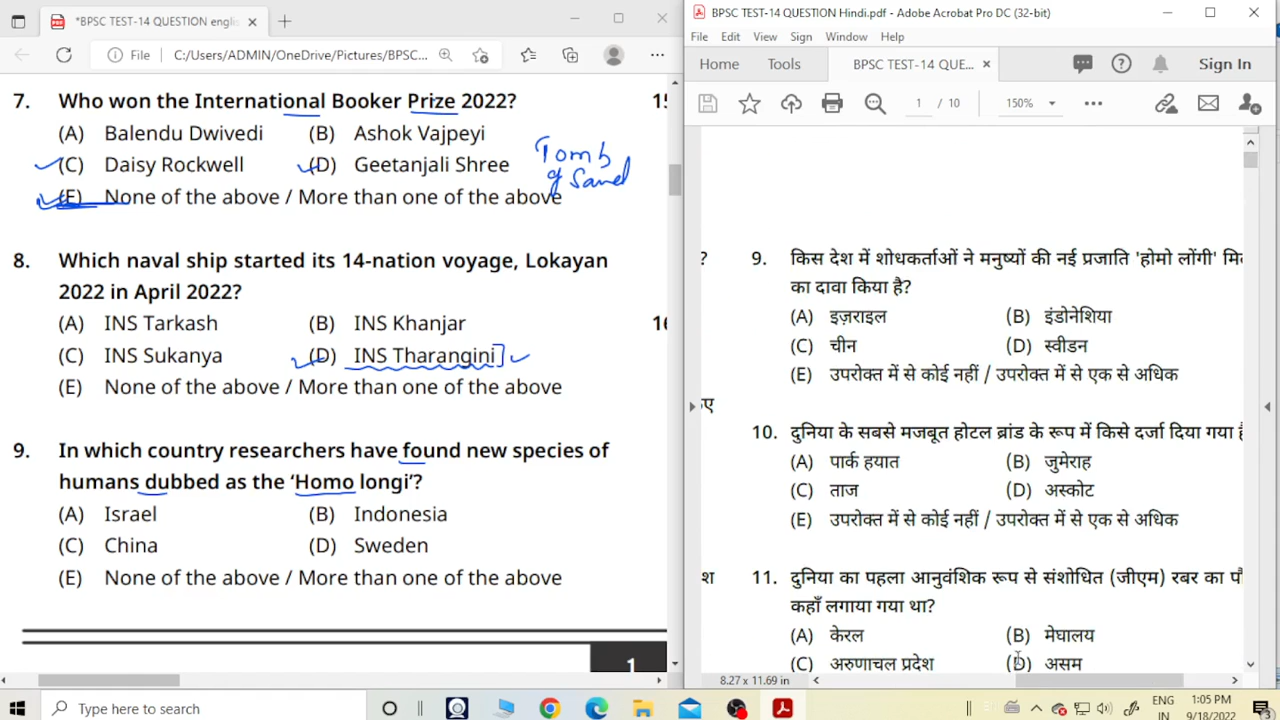 *BPSC TEST-14 QUESTION englis
File C:/Users/ADMIN/OneDrive/Pictures/BPSC...
7. Who won the International Booker Prize 2022? 15
(A) Balendu Dwivedi (B) Ashok Vajpeyi
(C) Daisy Rockwell (D) Geetanjali Shree
(E) None of the above / More than one of the above
Tomb
of Sand
8. Which naval ship started its 14-nation voyage, Lokayan
2022 in April 2022?
(A) INS Tarkash (B) INS Khanjar 16
(C) INS Sukanya (D) INS Tharangini
(E) None of the above / More than one of the above
9. In which country researchers have found new species of
humans dubbed as the ‘Homo longi’?
(A) Israel (B) Indonesia
(C) China (D) Sweden
(E) None of the above / More than one of the above
1
BPSC TEST-14 QUESTION Hindi.pdf - Adobe Acrobat Pro DC (32-bit)
File Edit View Sign Window Help
Home Tools BPSC TEST-14 QUE... Sign In
1 / 10 150%
? 9. किस देश में शोधकर्ताओं ने मनुष्यों की नई प्रजाति 'होमो लोंगी' मि
का दावा किया है?
(A) इज़राइल (B) इंडोनेशिया
(C) चीन (D) स्वीडन
(E) उपरोक्त में से कोई नहीं / उपरोक्त में से एक से अधिक
ए
10. दुनिया के सबसे मजबूत होटल ब्रांड के रूप में किसे दर्जा दिया गया
(A) पार्क हयात (B) जुमेराह
(C) ताज (D) अस्कोट
(E) उपरोक्त में से कोई नहीं / उपरोक्त में से एक से अधिक
श 11. दुनिया का पहला आनुवंशिक रूप से संशोधित (जीएम) रबर का पौ
कहाँ लगाया गया था?
(A) केरल (B) मेघालय
(C) अरुणाचल प्रदेश (D) असम
8.27 x 11.69 in
Type here to search
ENG 1:05 PM
IN 9/18/2022